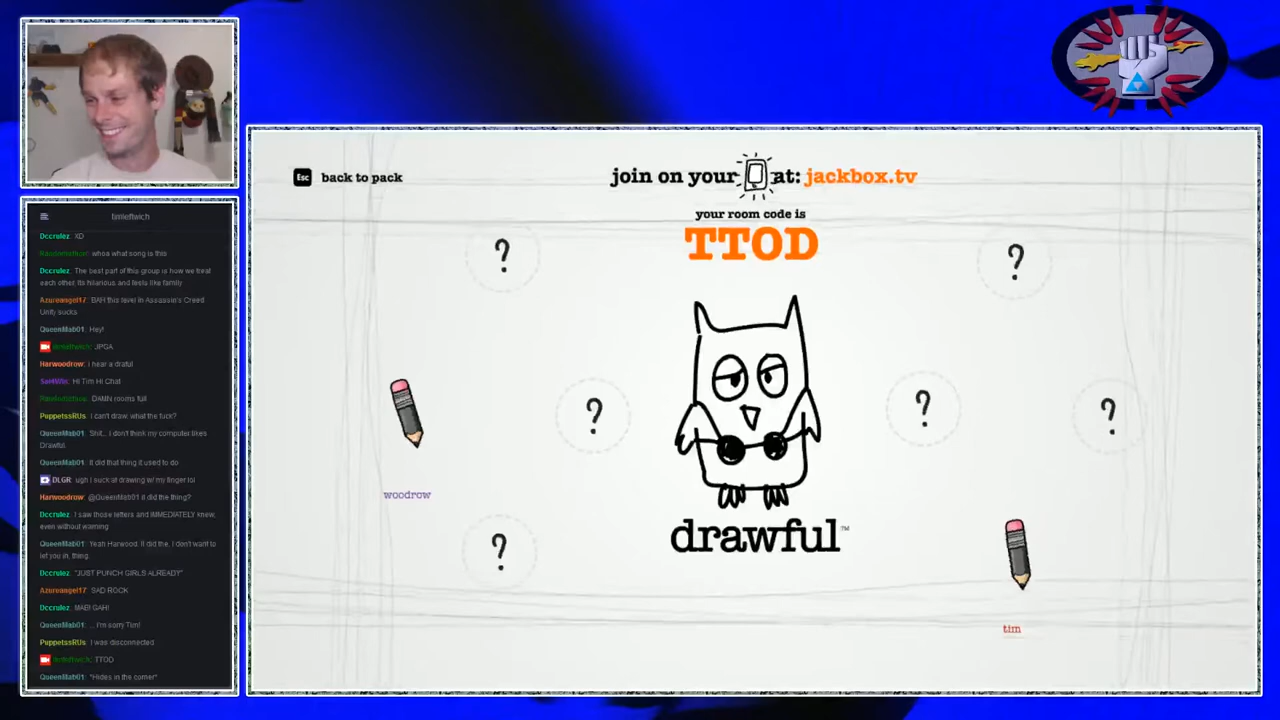 timleftwich
Dccrulez: XD
whoa what song is this
Dccrulez: The best part of this group is how we treat
each other, its hilarious and feels like family
Azureangel17: BAH this level in Assassin's Creed
Unity sucks
QueenMab01: Hey!
timleftwich: JPGA
Harwoodrow: I hear a draful
Hi Tim Hi Chat
DAMN rooms full
PuppetssRUs: I can't draw, what the fuck?
QueenMab01: Shit... I don't think my computer likes
Drawful.
QueenMab01: It did that thing it used to do
DLGR: ugh I suck at drawing w/ my finger lol
Harwoodrow: @QueenMab01 it did the thing?
Dccrulez: I saw those letters and IMMEDIATELY knew,
even without warning
QueenMab01: Yeah Harwood. It did the, I don't want to
let you in, thing.
Dccrulez: "JUST PUNCH GIRLS ALREADY"
Azureangel17: SAD ROCK
Dccrulez: MAB! GAH!
QueenMab01: ... I'm sorry Tim!
PuppetssRUs: I was disconnected
timleftwich: TTOD
QueenMab01: *Hides in the corner*
Esc back to pack
join on your at: jackbox.tv
your room code is
TTOD
? ?
? ? ?
woodrow
?
drawful™
tim